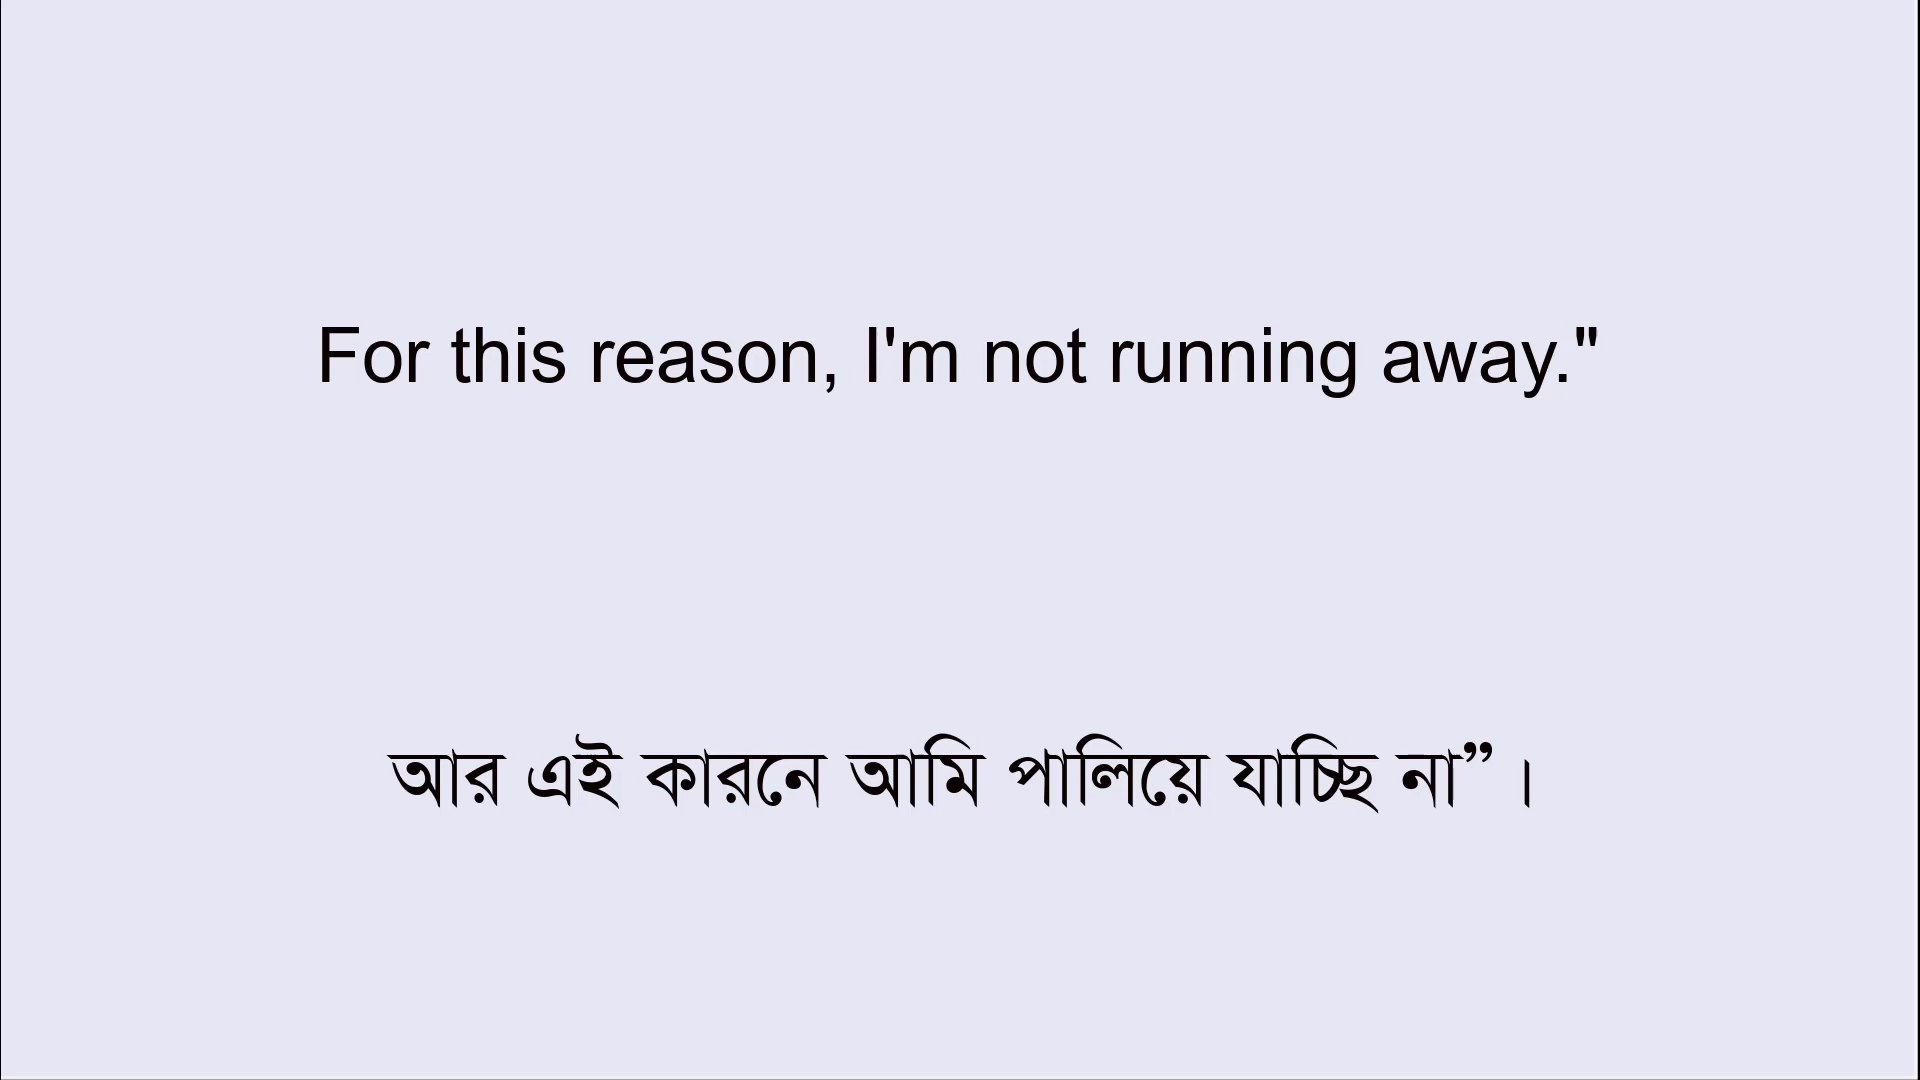 For this reason, I'm not running away."
আর এই কারনে আমি পালিয়ে যাচ্ছি না” ।